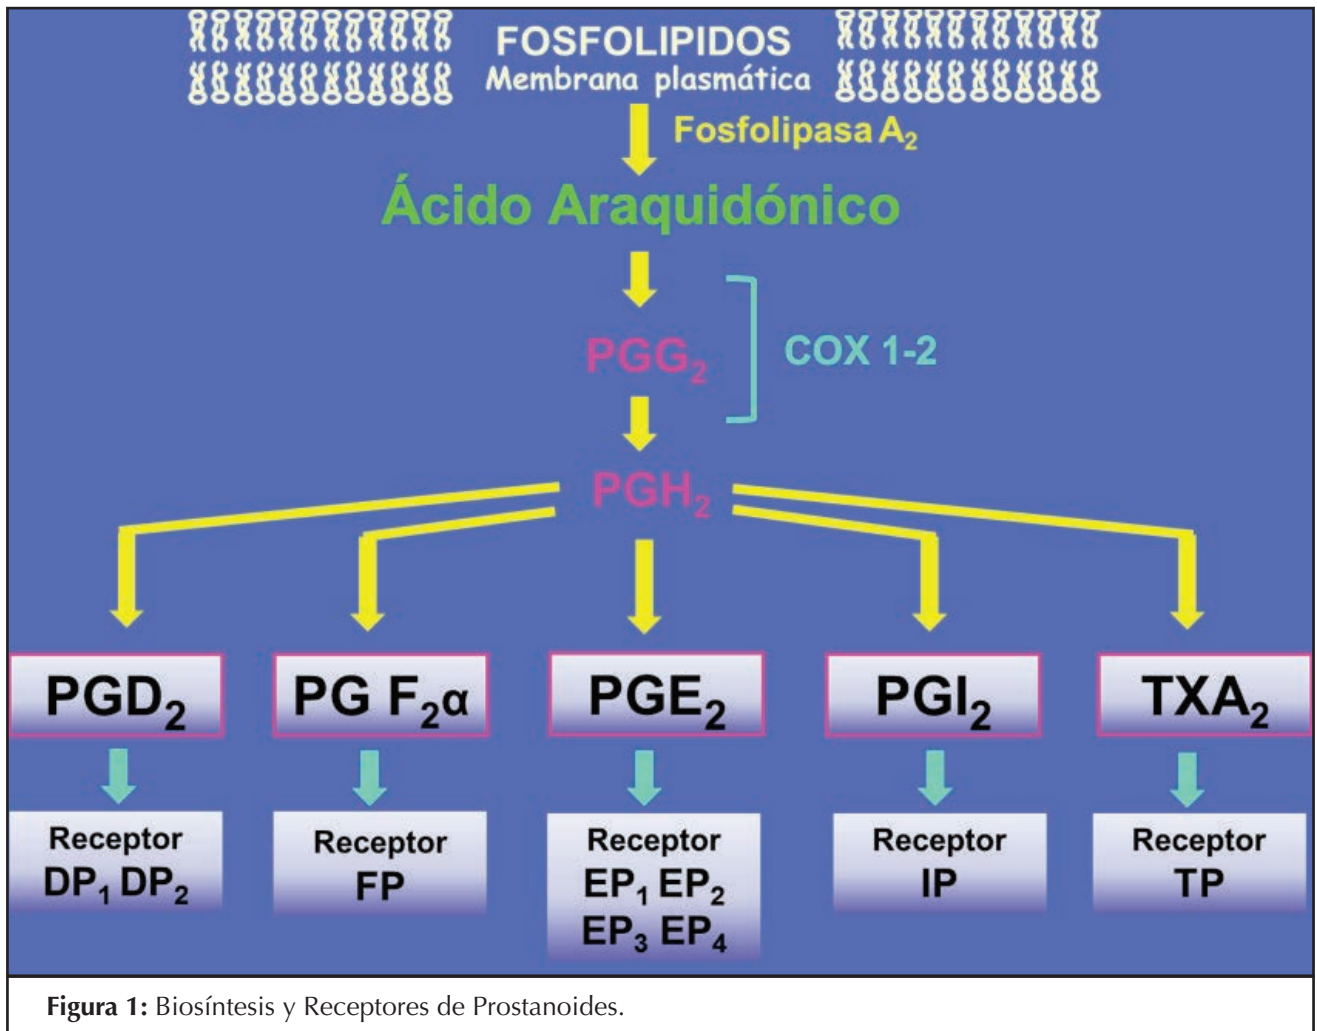 FOSFOLIPIDOS
Membrana plasmática
Fosfolipasa A₂
Ácido Araquidónico
PGG₂
COX 1-2
PGH₂
PGD₂
PG F₂α
PGE₂
PGI₂
TXA₂
Receptor
DP₁ DP₂
Receptor
FP
Receptor
EP₁ EP₂
EP₃ EP₄
Receptor
IP
Receptor
TP
Figura 1: Biosíntesis y Receptores de Prostanoides.